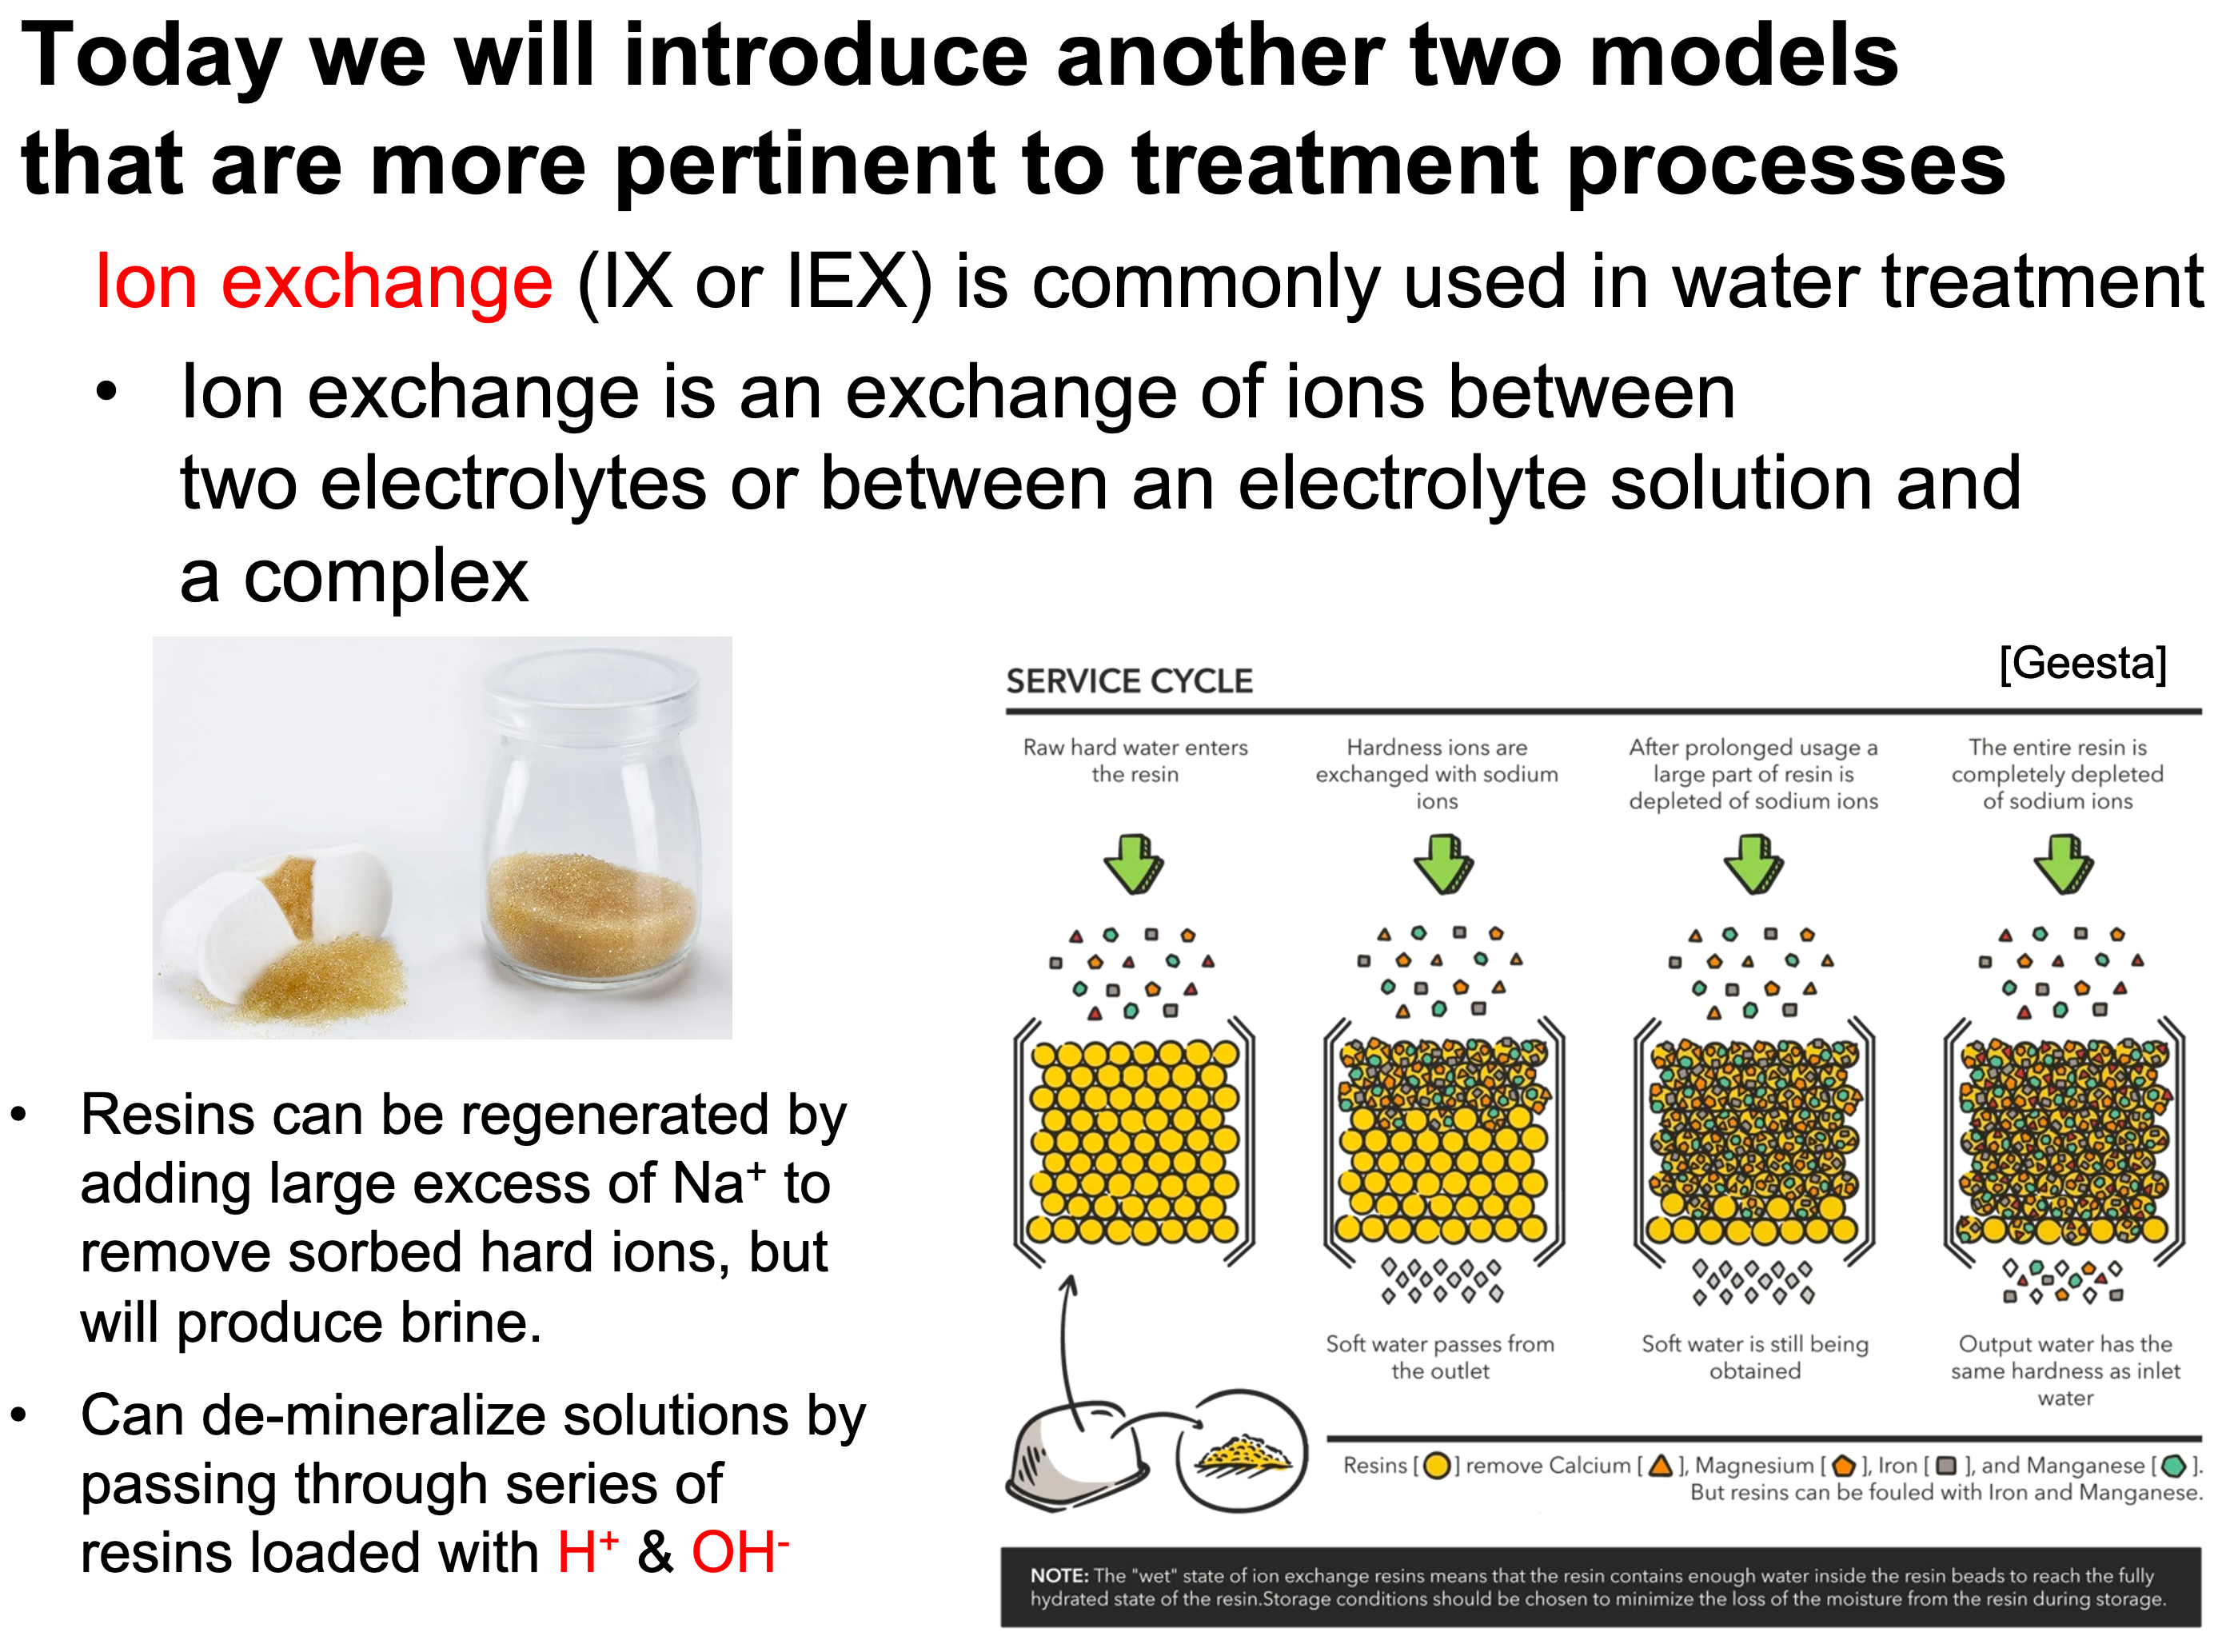 Today we will introduce another two models
that are more pertinent to treatment processes
Ion exchange (IX or IEX) is commonly used in water treatment
• Ion exchange is an exchange of ions between
two electrolytes or between an electrolyte solution and
a complex
[Geesta]
SERVICE CYCLE
Raw hard water enters
the resin
Hardness ions are
exchanged with sodium
ions
After prolonged usage a
large part of resin is
depleted of sodium ions
The entire resin is
completely depleted
of sodium ions
Soft water passes from
the outlet
Soft water is still being
obtained
Output water has the
same hardness as inlet
water
Resins [ ] remove Calcium [ ], Magnesium [ ], Iron [ ], and Manganese [ ].
But resins can be fouled with Iron and Manganese.
NOTE: The "wet" state of ion exchange resins means that the resin contains enough water inside the resin beads to reach the fully
hydrated state of the resin.Storage conditions should be chosen to minimize the loss of the moisture from the resin during storage.
• Resins can be regenerated by
adding large excess of Na⁺ to
remove sorbed hard ions, but
will produce brine.
• Can de-mineralize solutions by
passing through series of
resins loaded with H⁺ & OH⁻